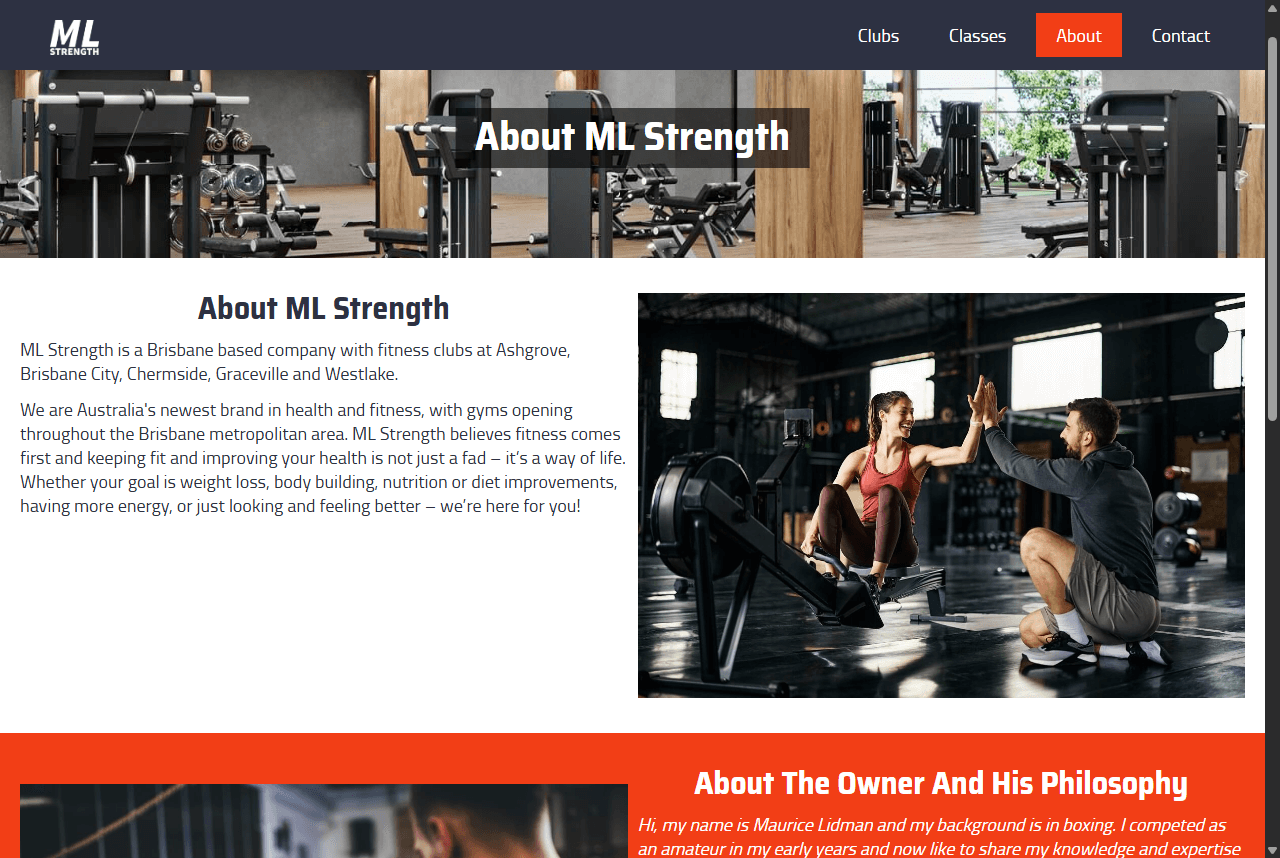 ML
STRENGTH
Clubs
Classes
About
Contact
About ML Strength
About ML Strength
ML Strength is a Brisbane based company with fitness clubs at Ashgrove,
Brisbane City, Chermside, Graceville and Westlake.
We are Australia's newest brand in health and fitness, with gyms opening
throughout the Brisbane metropolitan area. ML Strength believes fitness comes
first and keeping fit and improving your health is not just a fad – it’s a way of life.
Whether your goal is weight loss, body building, nutrition or diet improvements,
having more energy, or just looking and feeling better – we’re here for you!
About The Owner And His Philosophy
Hi, my name is Maurice Lidman and my background is in boxing. I competed as
an amateur in my early years and now like to share my knowledge and expertise